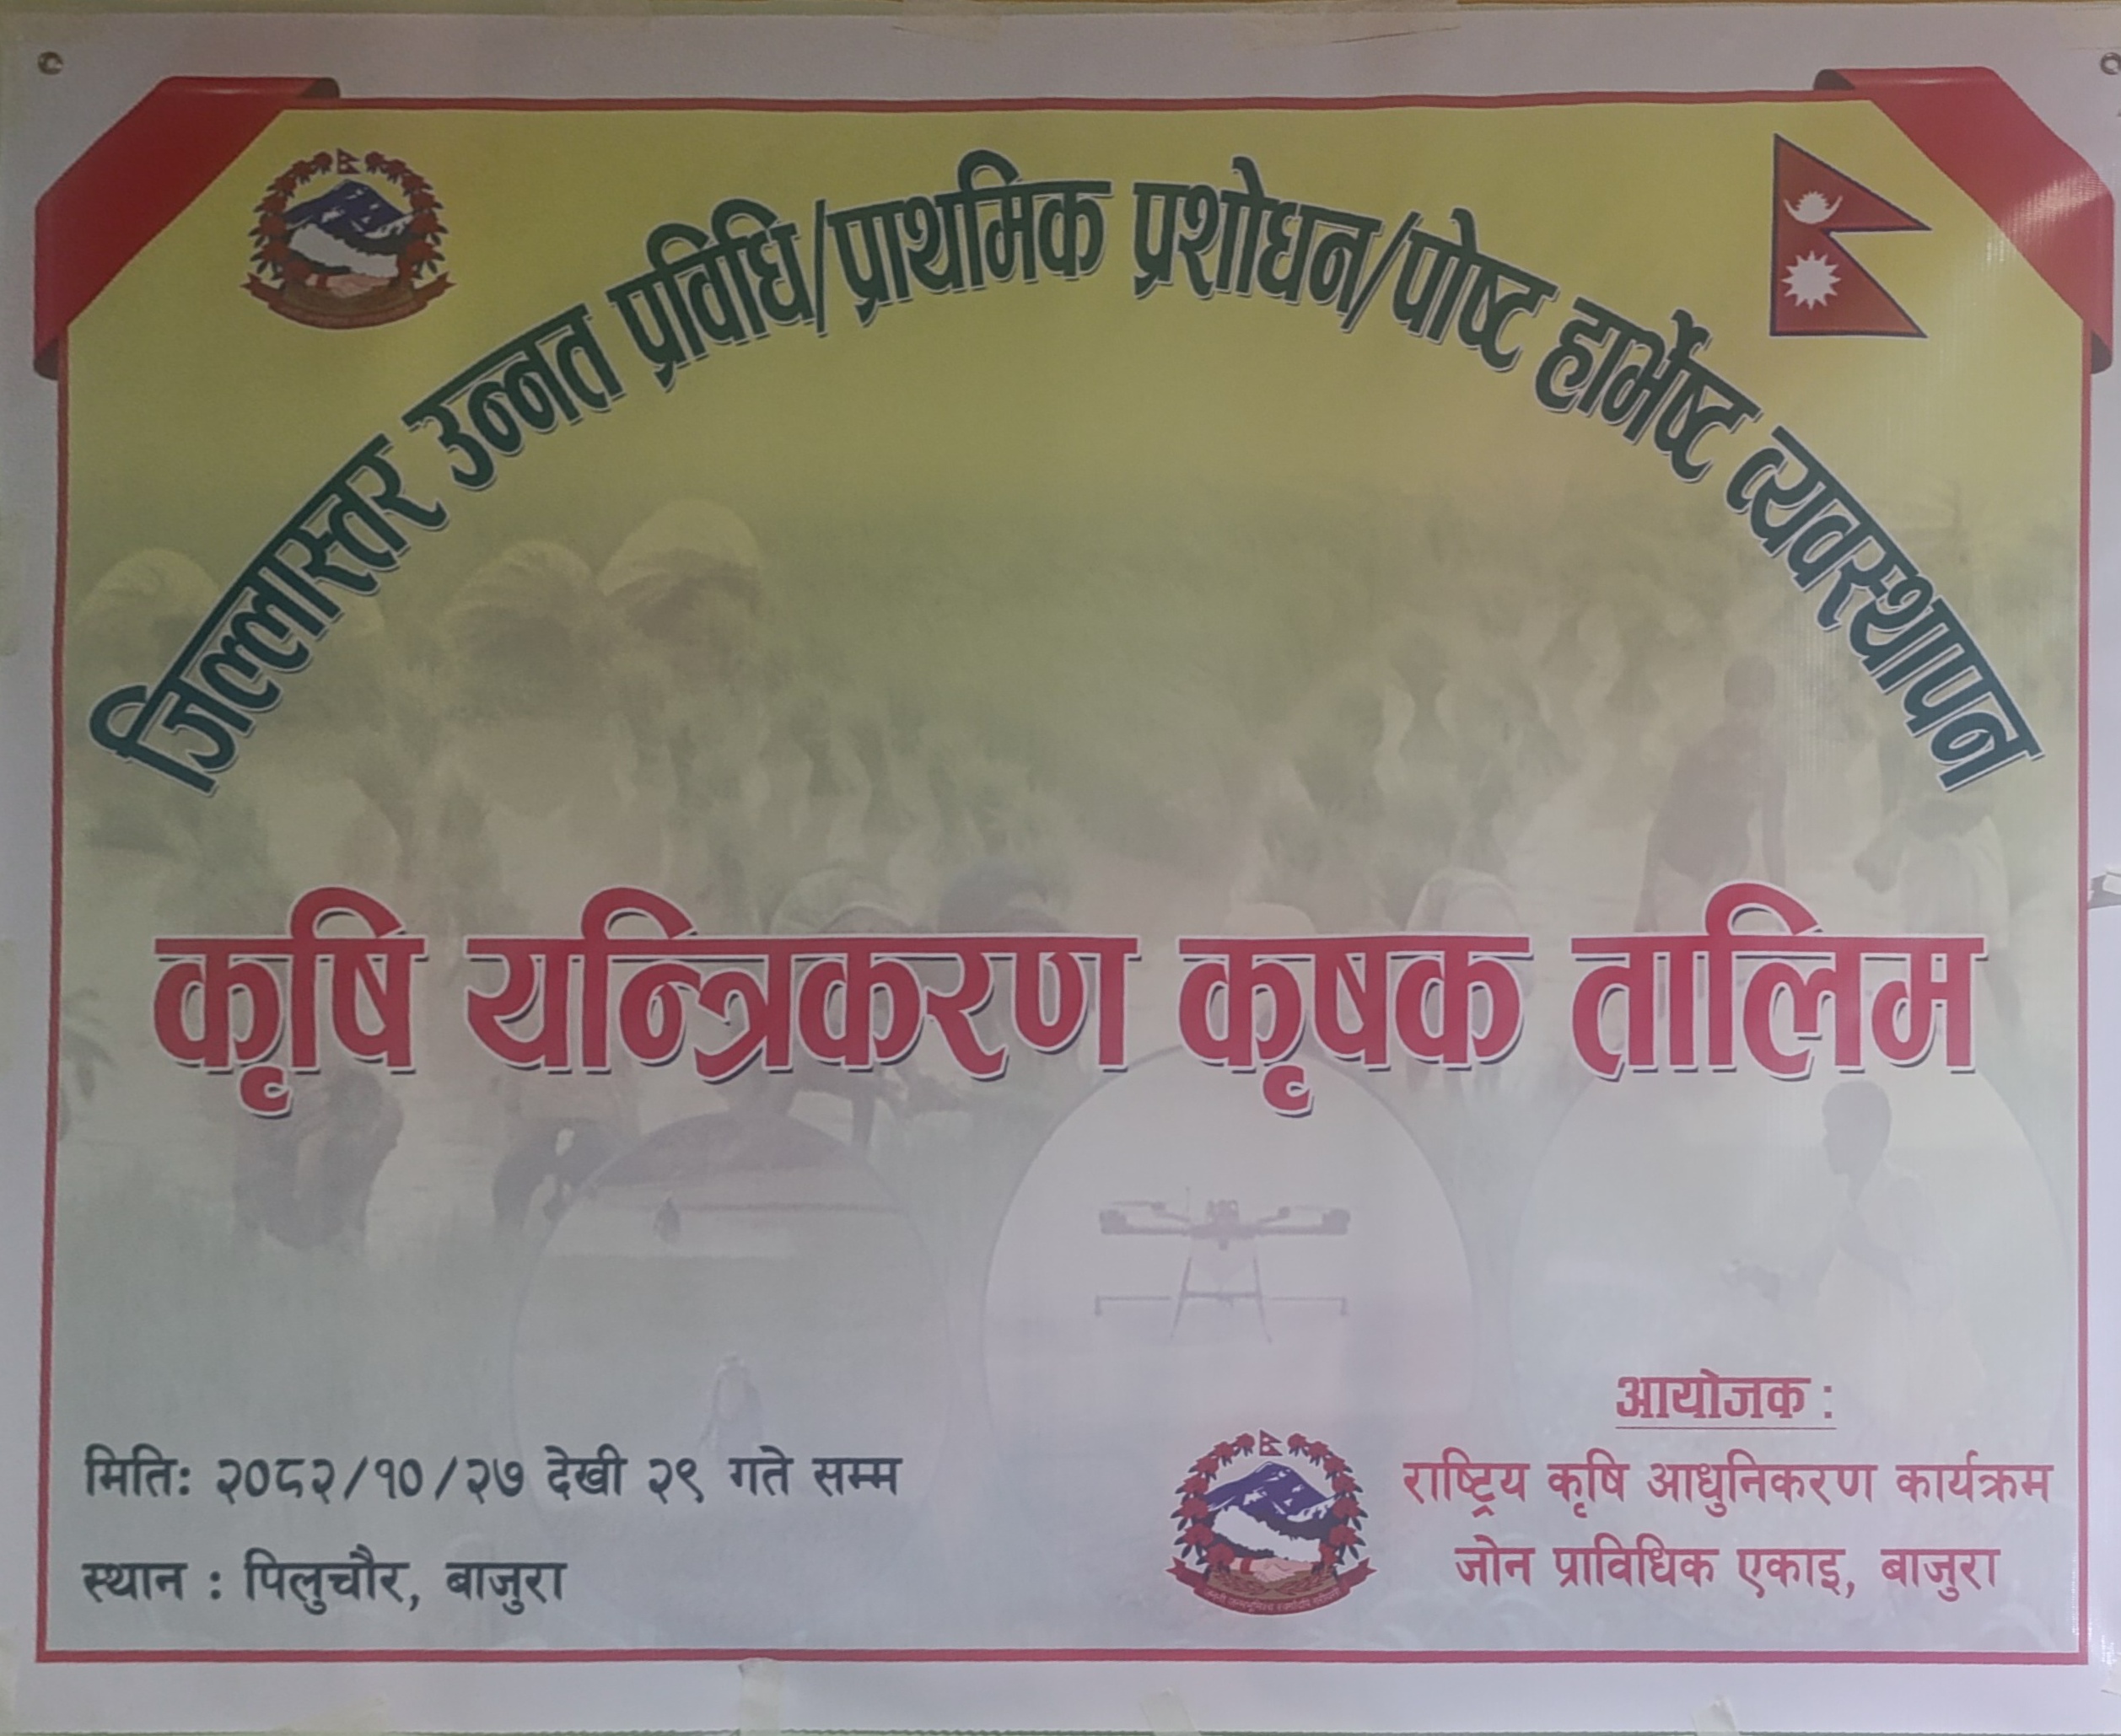 जिल्लास्तर उन्नत प्रविधि/प्राथमिक प्रशोधन/पोष्ट हार्भेष्ट व्यवस्थापन
कृषि यन्त्रिकरण कृषक तालिम
मितिः २०८२/१०/२७ देखी २९ गते सम्म
स्थान : पिलुचौर, बाजुरा
आयोजक :
राष्ट्रिय कृषि आधुनिकरण कार्यक्रम
जोन प्राविधिक एकाइ, बाजुरा